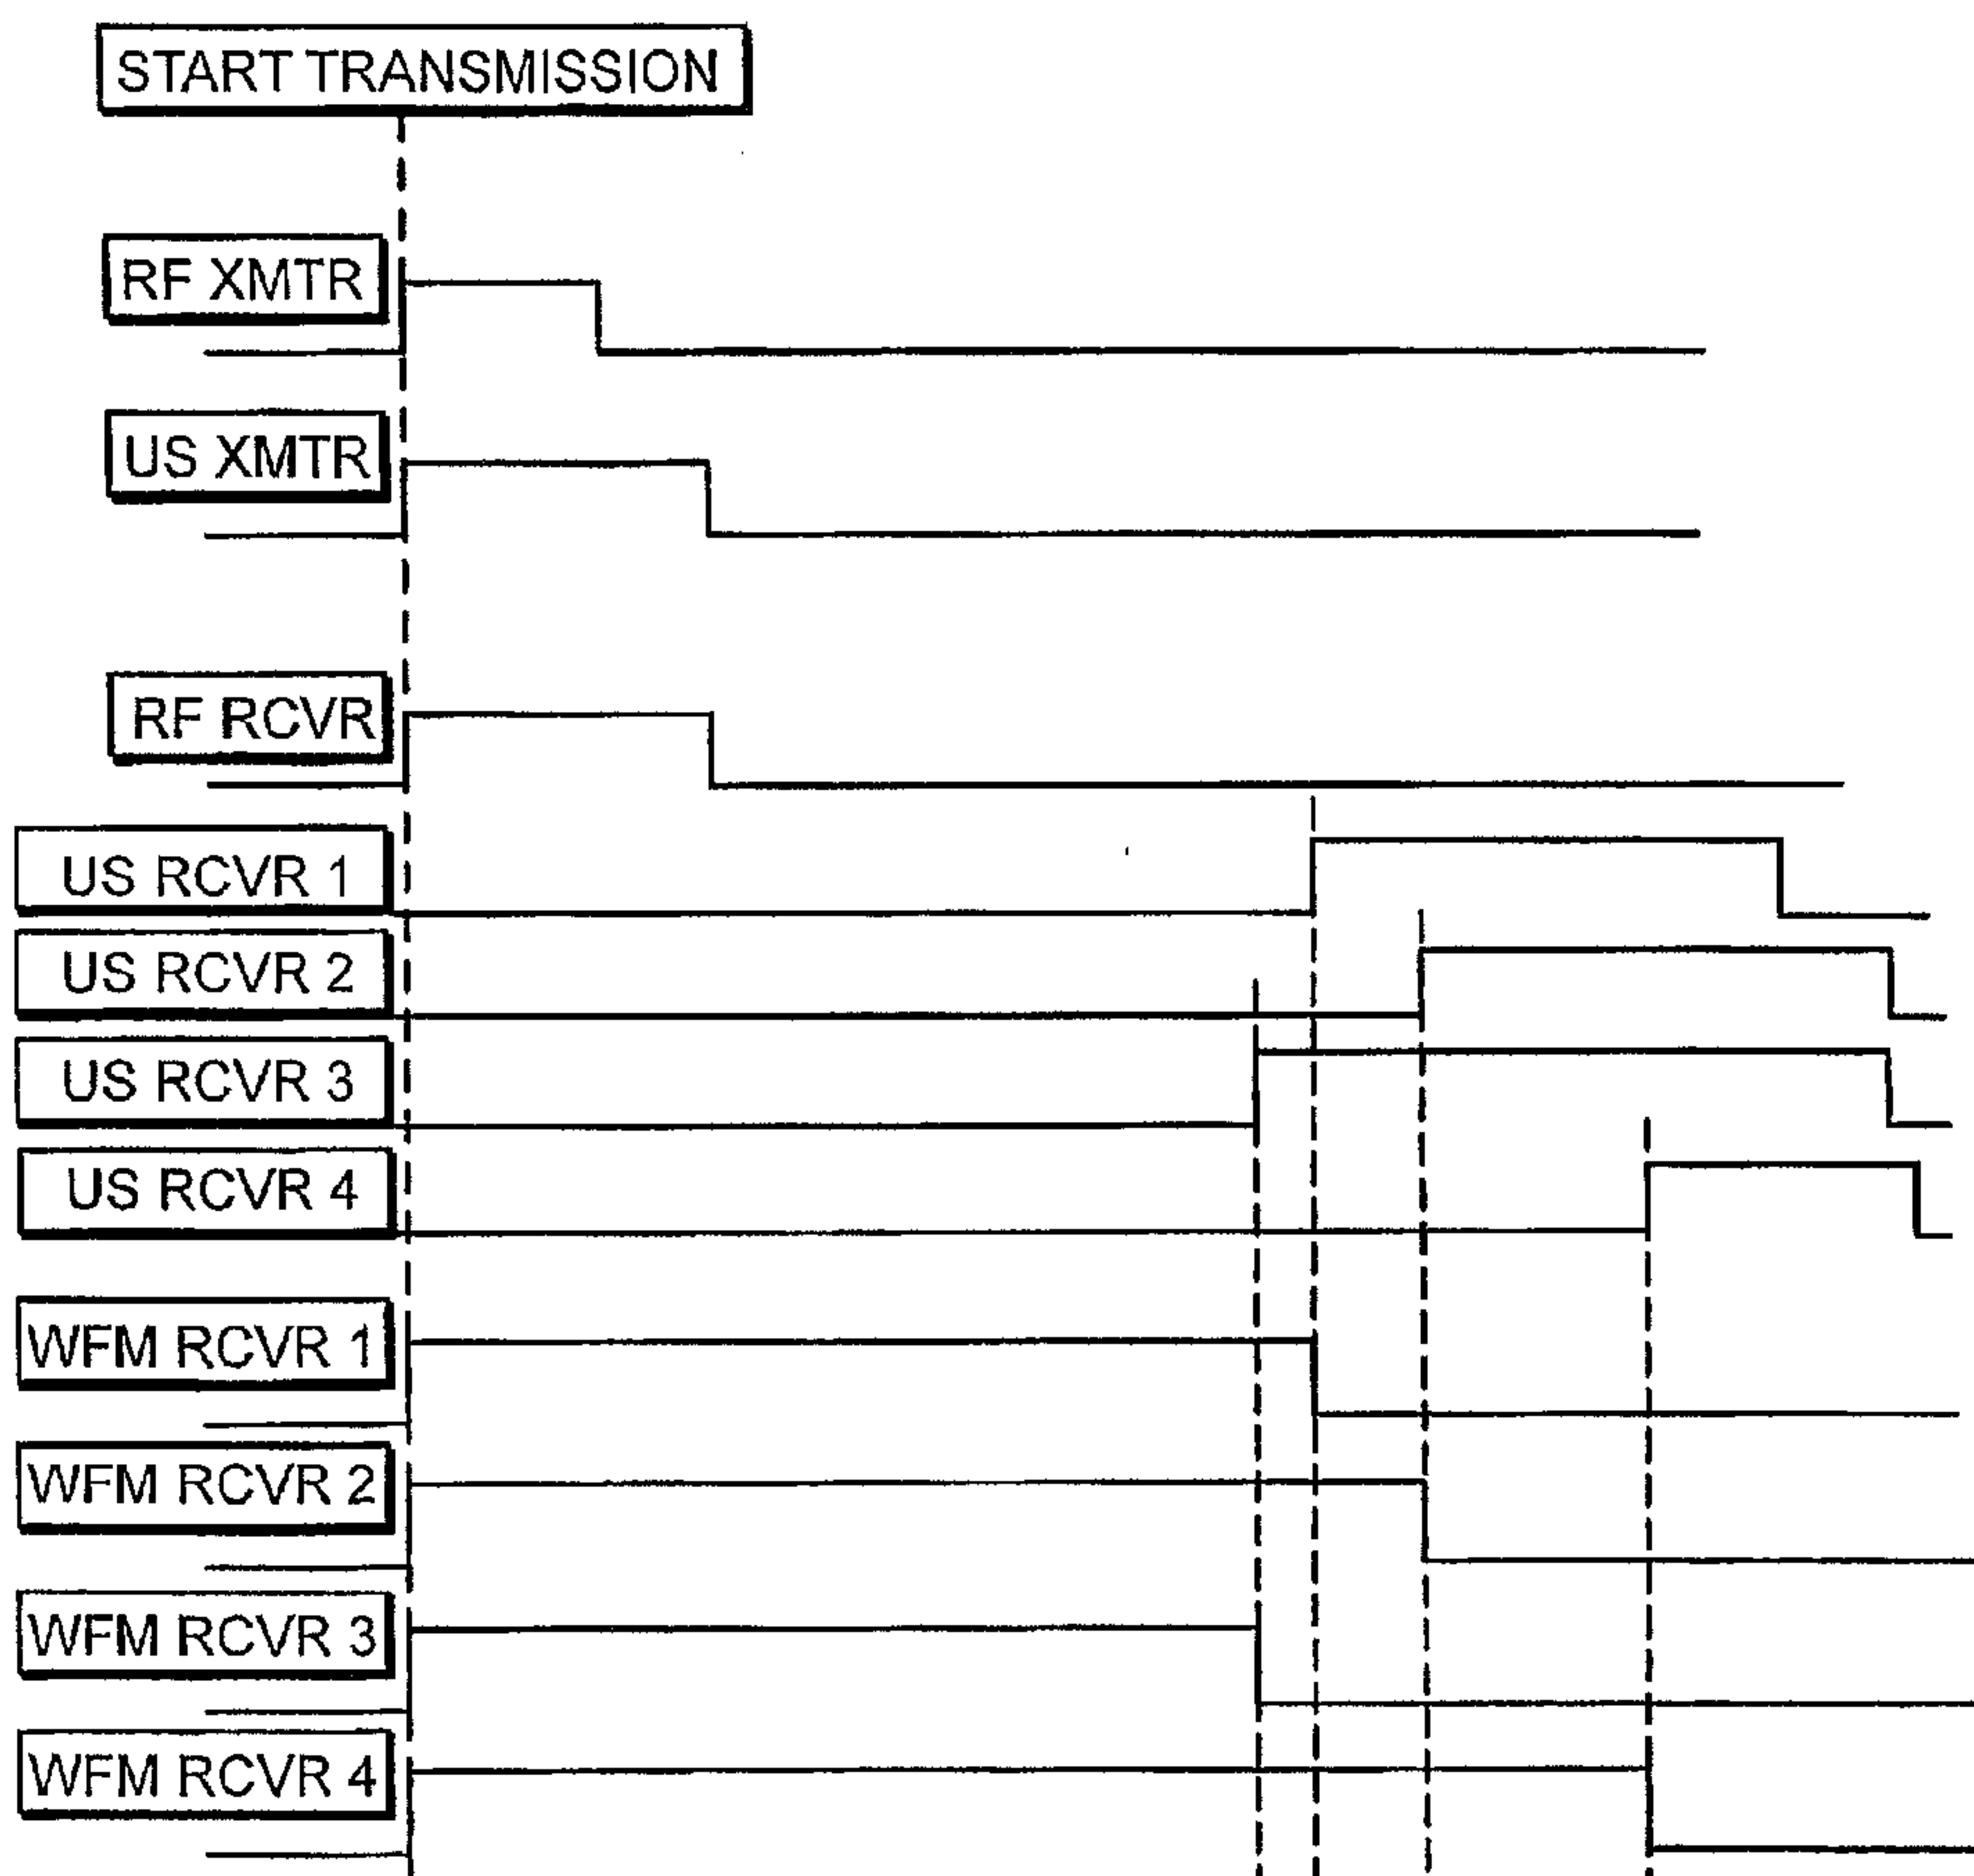 START TRANSMISSION
RF XMTR
US XMTR
RF RCVR
US RCVR 1
US RCVR 2
US RCVR 3
US RCVR 4
WFM RCVR 1
WFM RCVR 2
WFM RCVR 3
WFM RCVR 4